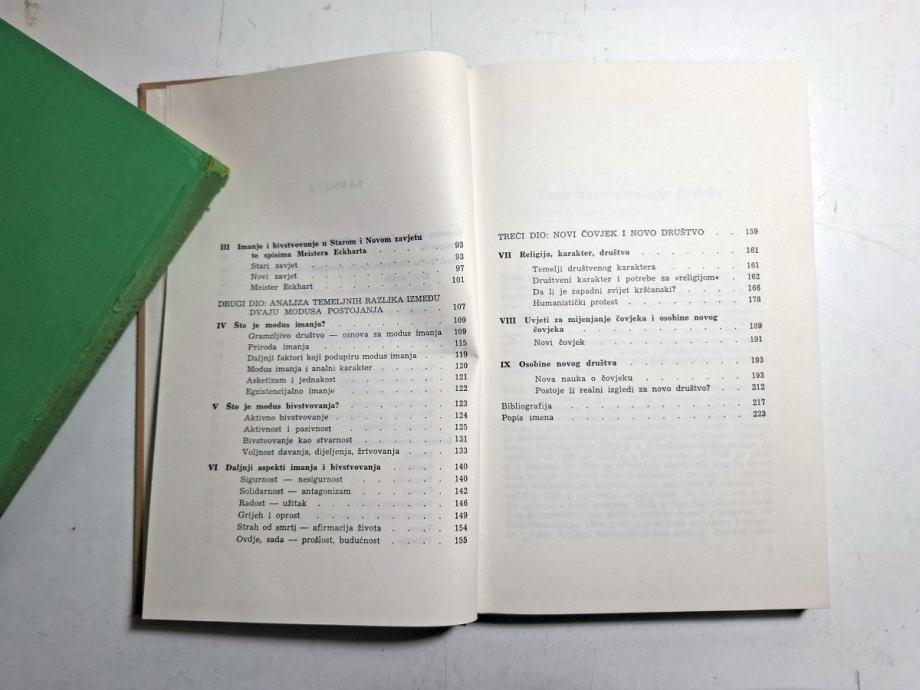 III Imanje i bivstvovanje u Starom i Novom zavjetu
te spisima Meistera Eckharta . . . . . 93
Stari zavjet . . . . . . . . . 93
Novi zavjet . . . . . . . . . 97
Meister Eckhart . . . . . . . . 101
DRUGI DIO: ANALIZA TEMELJNIH RAZLIKA IZMEĐU
DVAJU MODUSA POSTOJANJA . . . . 107
IV Što je modus imanja? . . . . . . . 109
Gramzljivo društvo — osnova za modus imanja 109
Priroda imanja . . . . . . . . 115
Daljnji faktori koji podupiru modus imanja . 119
Modus imanja i analni karakter . . . . 120
Asketizam i jednakost . . . . . . 121
Egzistencijalno imanje . . . . . . 122
V Što je modus bivstvovanja? . . . . . . 123
Aktivno bivstvovanje . . . . . . 124
Aktivnost i pasivnost . . . . . . 125
Bivstvovanje kao stvarnost . . . . . 131
Voljnost davanja, dijeljenja, žrtvovanja . . 133
VI Daljnji aspekti imanja i bivstvovanja . . . 140
Sigurnost — nesigurnost . . . . . 140
Solidarnost — antagonizam . . . . . 142
Radost — užitak . . . . . . . 146
Grijeh i oprost . . . . . . . . 149
Strah od smrti — afirmacija života . . . 154
Ovdje, sada — prošlost, budućnost . . . 155
TREĆI DIO: NOVI ČOVJEK I NOVO DRUŠTVO . . 159
VII Religija, karakter, društvo . . . . . . 161
Temelji društvenog karaktera . . . . 161
Društveni karakter i potrebe za »religijom« . 162
Da li je zapadni svijet kršćanski? . . . 166
Humanistički protest . . . . . . 178
VIII Uvjeti za mijenjanje čovjeka i osobine novog
čovjeka . . . . . . . . . . 189
Novi čovjek . . . . . . . . . 191
IX Osobine novog društva . . . . . . . 193
Nova nauka o čovjeku . . . . . . 193
Postoje li realni izgledi za novo društvo? . . 212
Bibliografija . . . . . . . . . . 217
Popis imena . . . . . . . . . . 223